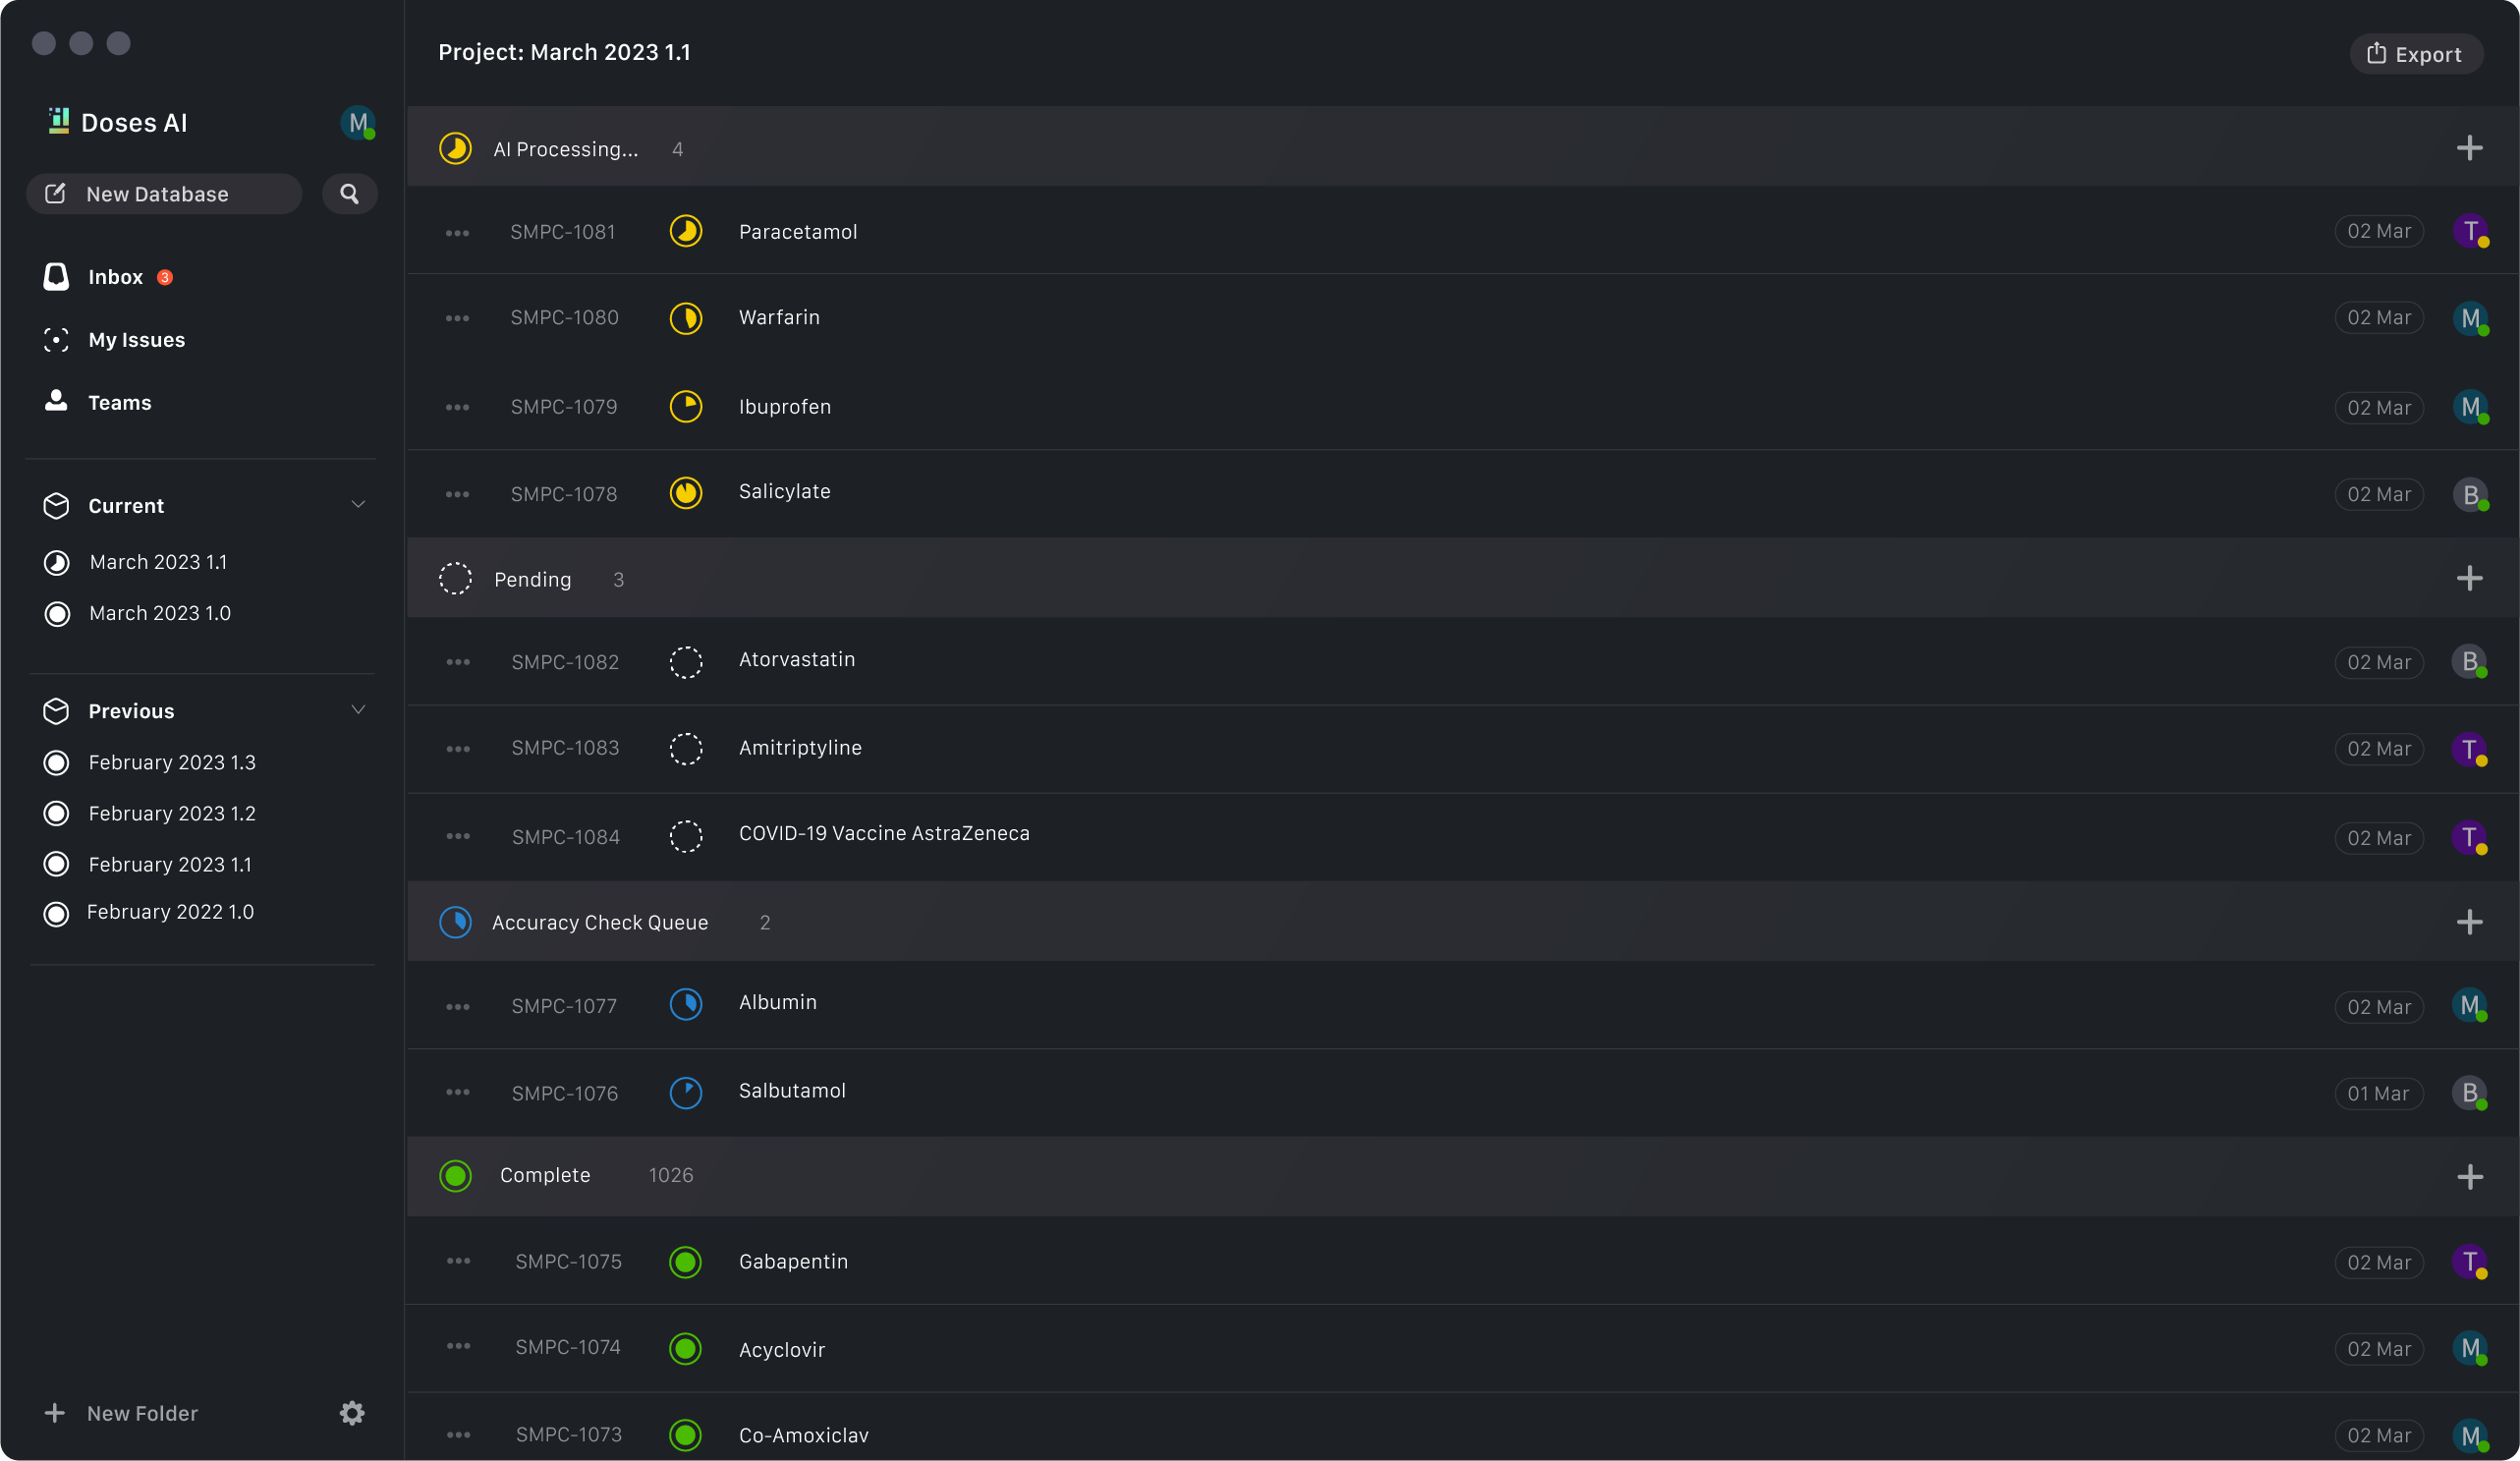 Doses AI
M
New Database
Inbox 3
My Issues
Teams
Current
March 2023 1.1
March 2023 1.0
Previous
February 2023 1.3
February 2023 1.2
February 2023 1.1
February 2022 1.0
New Folder
Project: March 2023 1.1
Export
AI Processing... 4
SMPC-1081 Paracetamol 02 Mar T
SMPC-1080 Warfarin 02 Mar M
SMPC-1079 Ibuprofen 02 Mar M
SMPC-1078 Salicylate 02 Mar B
Pending 3
SMPC-1082 Atorvastatin 02 Mar B
SMPC-1083 Amitriptyline 02 Mar T
SMPC-1084 COVID-19 Vaccine AstraZeneca 02 Mar T
Accuracy Check Queue 2
SMPC-1077 Albumin 02 Mar M
SMPC-1076 Salbutamol 01 Mar B
Complete 1026
SMPC-1075 Gabapentin 02 Mar T
SMPC-1074 Acyclovir 02 Mar M
SMPC-1073 Co-Amoxiclav 02 Mar M